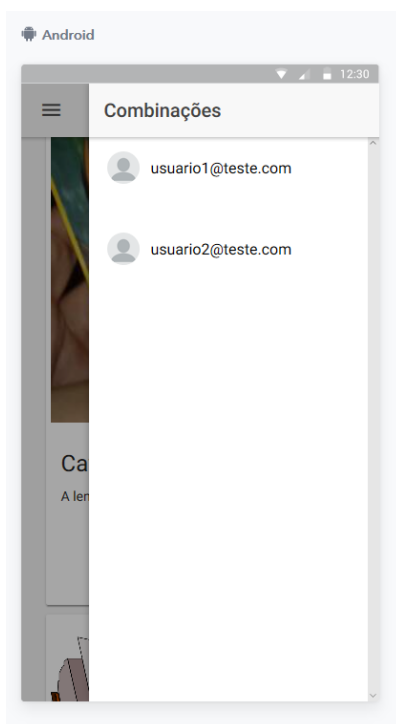 Android
12:30
Combinações
usuario1@teste.com
usuario2@teste.com
Ca
A len